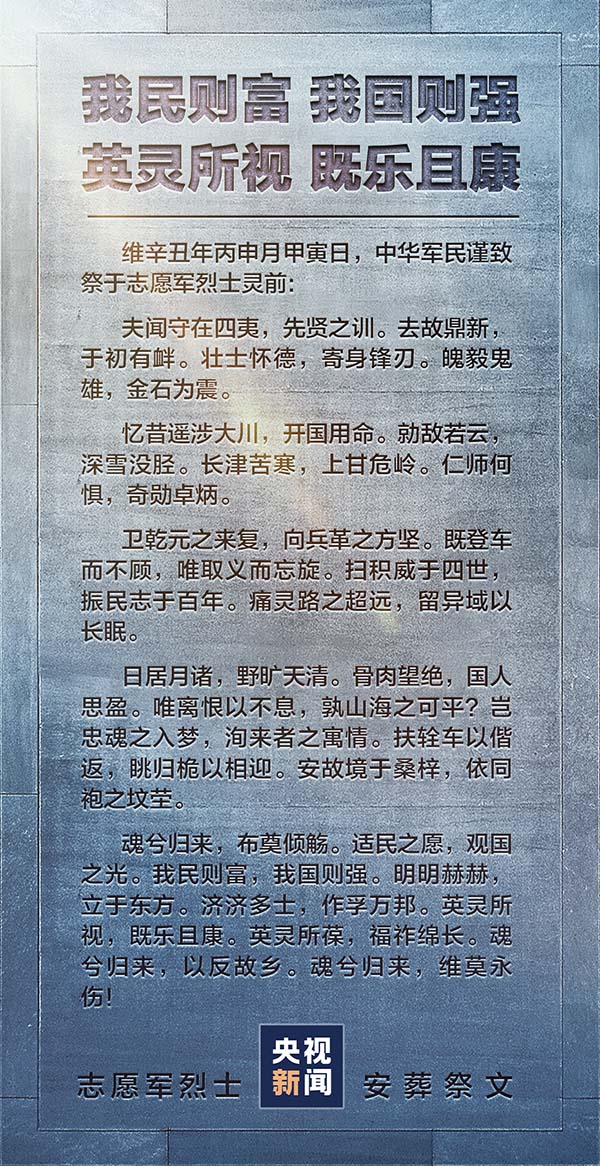 我民则富 我国则强
英灵所视 既乐且康
维辛丑年丙申月甲寅日，中华军民谨致
祭于志愿军烈士灵前：
夫闻守在四夷，先贤之训。去故鼎新，
于初有衅。壮士怀德，寄身锋刃。魄毅鬼
雄，金石为震。
忆昔遥涉大川，开国用命。勍敌若云，
深雪没胫。长津苦寒，上甘危岭。仁师何
惧，奇勋卓炳。
卫乾元之来复，向兵革之方坚。既登车
而不顾，唯取义而忘旋。扫积威于四世，
振民志于百年。痛灵路之超远，留异域以
长眠。
日居月诸，野旷天清。骨肉望绝，国人
思盈。唯离恨以不息，孰山海之可平？岂
忠魂之入梦，洵来者之寓情。扶辁车以偕
返，眺归桅以相迎。安故境于桑梓，依同
袍之坟茔。
魂兮归来，布奠倾觞。适民之愿，观国
之光。我民则富，我国则强。明明赫赫，
立于东方。济济多士，作孚万邦。英灵所
视，既乐且康。英灵所葆，福祚绵长。魂
兮归来，以反故乡。魂兮归来，维莫永
伤！
志愿军烈士 央视 安葬祭文
新闻